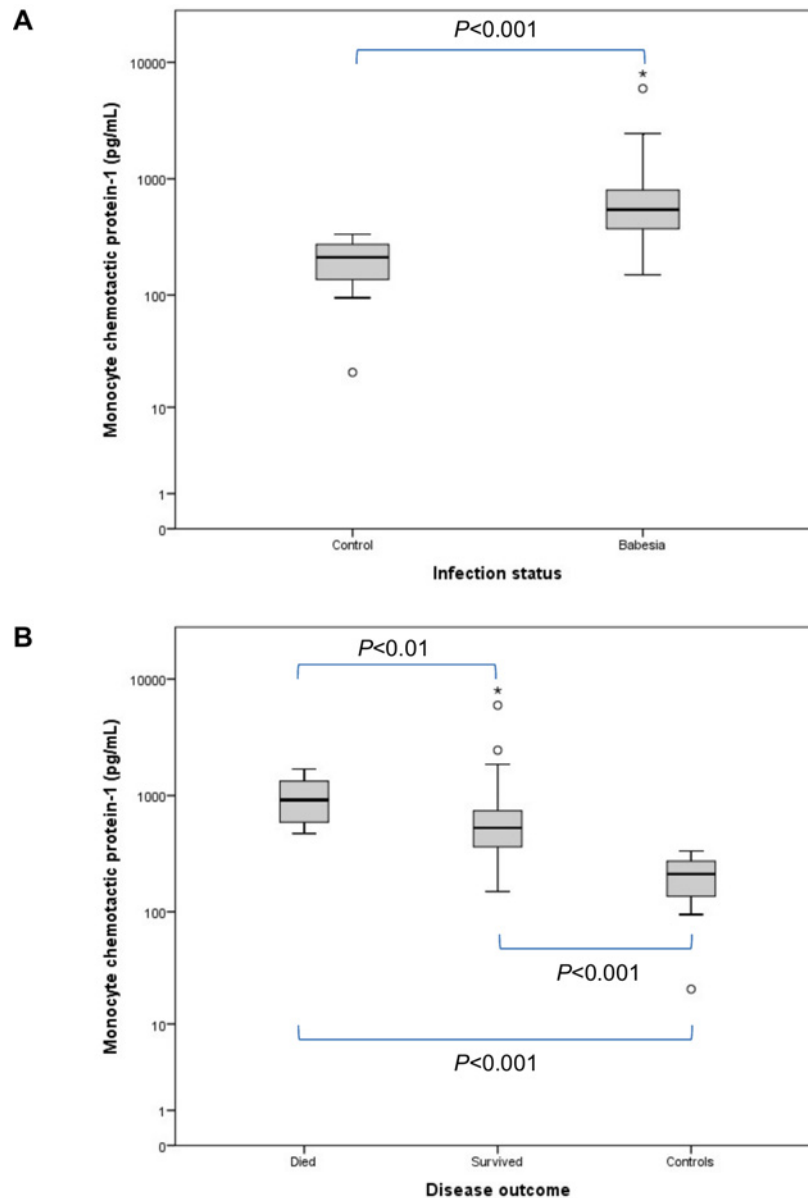 A
P<0.001
Monocyte chemotactic protein-1 (pg/mL)
10000
1000
100
10
1
0
Control
Babesia
Infection status
B
P<0.01
P<0.001
P<0.001
Monocyte chemotactic protein-1 (pg/mL)
10000
1000
100
10
1
0
Died
Survived
Controls
Disease outcome